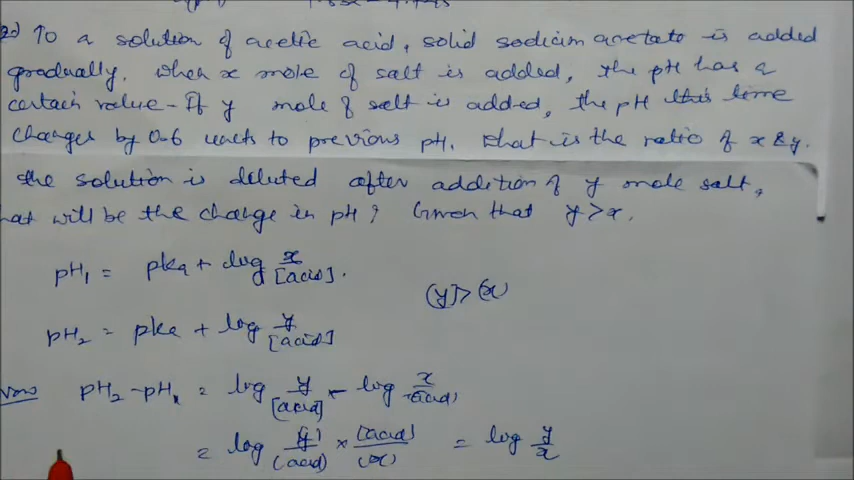 2) To a solution of acetic acid, solid sodium acetate is added
gradually. When x mole of salt is added, the pH has a
certain value - If y mole of salt is added, the pH this time
changes by 0.6 units to previous pH. What is the ratio of x & y.
the solution is diluted after addition of y mole salt,
hat will be the change in pH? Given that y > x.
pH₁ = pka + log x/[acid].
(y) > (x)
pH₂ = pka + log y/[acid]
Now pH₂ - pH₁ = log y/[acid] - log x/(acid)
= log (y)/(acid) × [acid]/(x) = log y/x